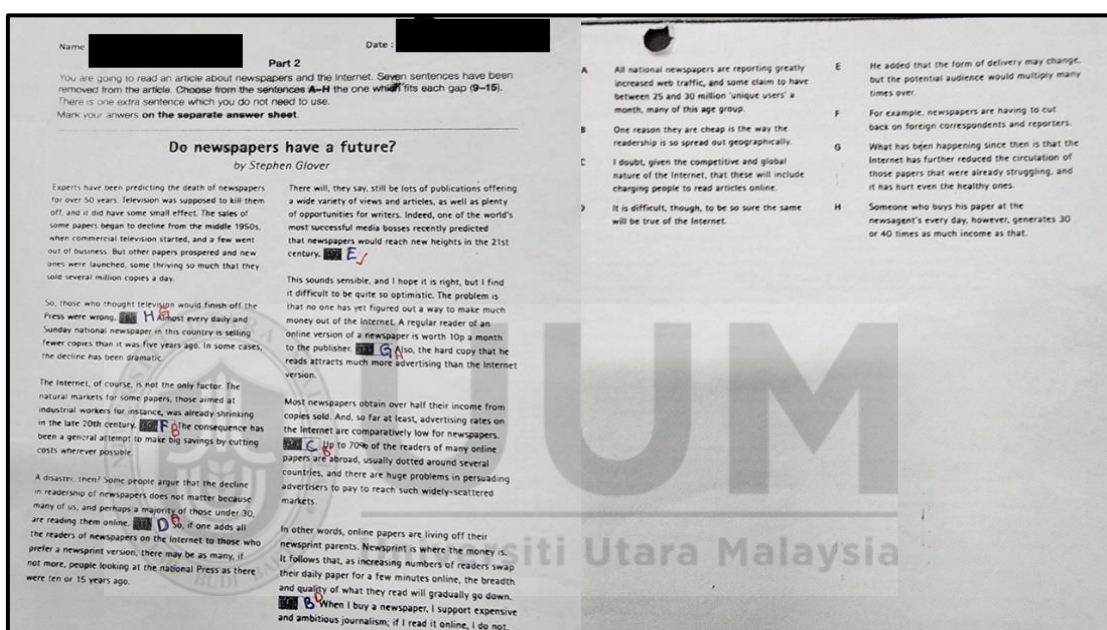 Name
Date :
Part 2
You are going to read an article about newspapers and the Internet. Seven sentences have been
removed from the article. Choose from the sentences A-H the one which fits each gap (9-15).
There is one extra sentence which you do not need to use.
Mark your anwers on the separate answer sheet.
Do newspapers have a future?
by Stephen Glover
Experts have been predicting the death of newspapers
for over 50 years. Television was supposed to kill them
off, and it did have some small effect. The sales of
some papers began to decline from the middle 1950s,
when commercial television started, and a few went
out of business. But other papers prospered and new
ones were launched, some thriving so much that they
sold several million copies a day.
So, those who thought television would finish off the
Press were wrong. H Almost every daily and
Sunday national newspaper in this country is selling
fewer copies than it was five years ago. In some cases,
the decline has been dramatic.
The Internet, of course, is not the only factor. The
natural markets for some papers, those aimed at
industrial workers for instance, was already shrinking
in the late 20th century. F The consequence has
been a general attempt to make big savings by cutting
costs wherever possible.
A disaster, then? Some people argue that the decline
in readership of newspapers does not matter because
many of us, and perhaps a majority of those under 30,
are reading them online. D So, if one adds all
the readers of newspapers on the Internet to those who
prefer a newsprint version, there may be as many, if
not more, people looking at the national Press as there
were ten or 15 years ago.
There will, they say, still be lots of publications offering
a wide variety of views and articles, as well as plenty
of opportunities for writers. Indeed, one of the world's
most successful media bosses recently predicted
that newspapers would reach new heights in the 21st
century. E
This sounds sensible, and I hope it is right, but I find
it difficult to be quite so optimistic. The problem is
that no one has yet figured out a way to make much
money out of the Internet. A regular reader of an
online version of a newspaper is worth 10p a month
to the publisher. G H Also, the hard copy that he
reads attracts much more advertising than the Internet
version.
Most newspapers obtain over half their income from
copies sold. And, so far at least, advertising rates on
the Internet are comparatively low for newspapers.
C B Up to 70% of the readers of many online
papers are abroad, usually dotted around several
countries, and there are huge problems in persuading
advertisers to pay to reach such widely-scattered
markets.
In other words, online papers are living off their
newsprint parents. Newsprint is where the money is.
It follows that, as increasing numbers of readers swap
their daily paper for a few minutes online, the breadth
and quality of what they read will gradually go down.
B D When I buy a newspaper, I support expensive
and ambitious journalism; if I read it online, I do not.
A All national newspapers are reporting greatly
increased web traffic, and some claim to have
between 25 and 30 million 'unique users' a
month, many of this age group.
B One reason they are cheap is the way the
readership is so spread out geographically.
C I doubt, given the competitive and global
nature of the Internet, that these will include
charging people to read articles online.
D It is difficult, though, to be so sure the same
will be true of the Internet.
E He added that the form of delivery may change,
but the potential audience would multiply many
times over.
F For example, newspapers are having to cut
back on foreign correspondents and reporters.
G What has been happening since then is that the
Internet has further reduced the circulation of
those papers that were already struggling, and
it has hurt even the healthy ones.
H Someone who buys his paper at the
newsagent's every day, however, generates 30
or 40 times as much income as that.
UUM
Utara Malaysia